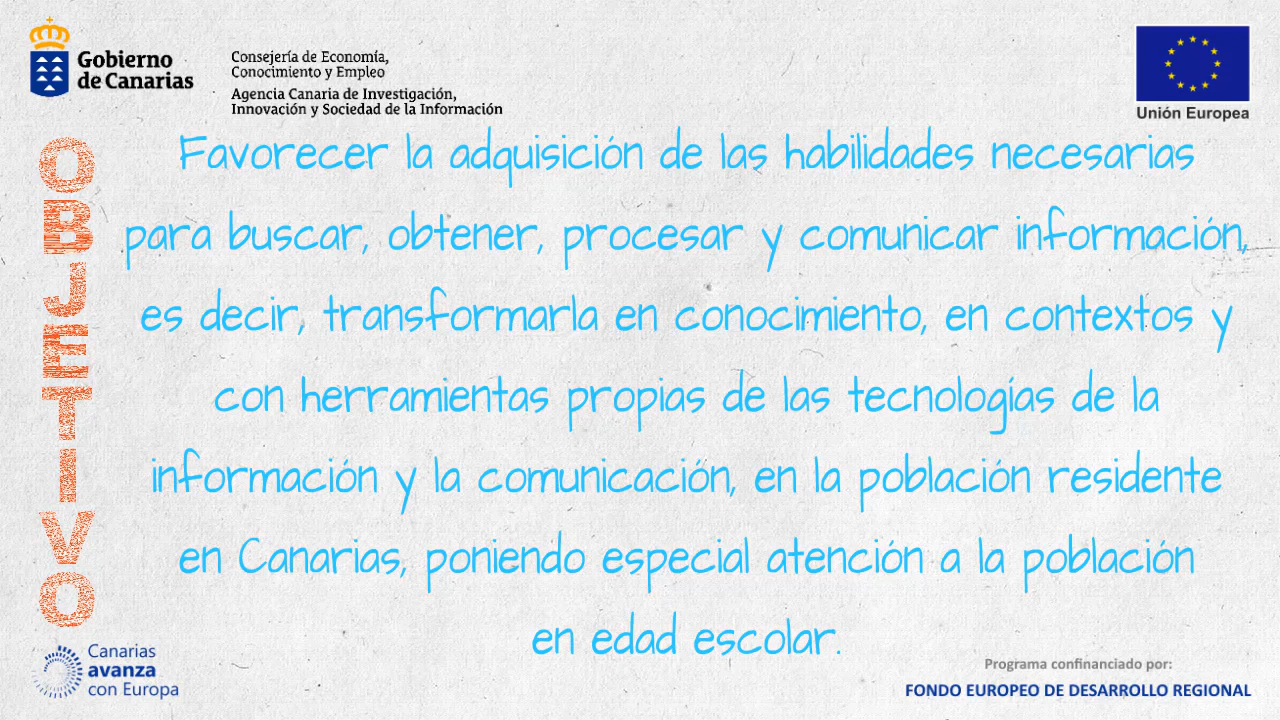 Gobierno
de Canarias
Consejería de Economía,
Conocimiento y Empleo
Agencia Canaria de Investigación,
Innovación y Sociedad de la Información
Unión Europea
OBJETIVO
Favorecer la adquisición de las habilidades necesarias
para buscar, obtener, procesar y comunicar información,
es decir, transformarla en conocimiento, en contextos y
con herramientas propias de las tecnologías de la
información y la comunicación, en la población residente
en Canarias, poniendo especial atención a la población
en edad escolar.
Canarias
avanza
con Europa
Programa confinanciado por:
FONDO EUROPEO DE DESARROLLO REGIONAL